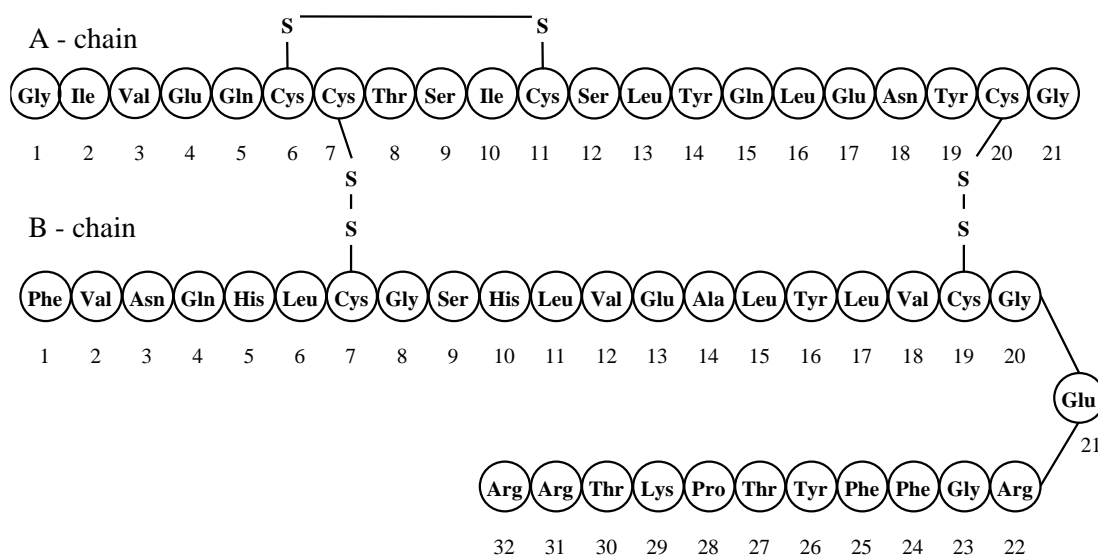 S S
A - chain
Gly Ile Val Glu Gln Cys Cys Thr Ser Ile Cys Ser Leu Tyr Gln Leu Glu Asn Tyr Cys Gly
1 2 3 4 5 6 7 8 9 10 11 12 13 14 15 16 17 18 19 20 21
S S
S S
B - chain
Phe Val Asn Gln His Leu Cys Gly Ser His Leu Val Glu Ala Leu Tyr Leu Val Cys Gly
1 2 3 4 5 6 7 8 9 10 11 12 13 14 15 16 17 18 19 20
Glu
21
Arg Arg Thr Lys Pro Thr Tyr Phe Phe Gly Arg
32 31 30 29 28 27 26 25 24 23 22